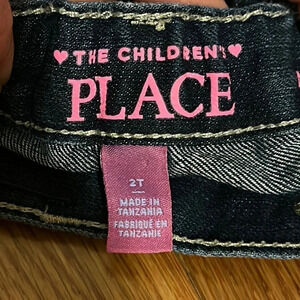 THE CHILDREN'S
PLACE
2T
MADE IN
TANZANIA
FABRIQUÉ EN
TANZANIE